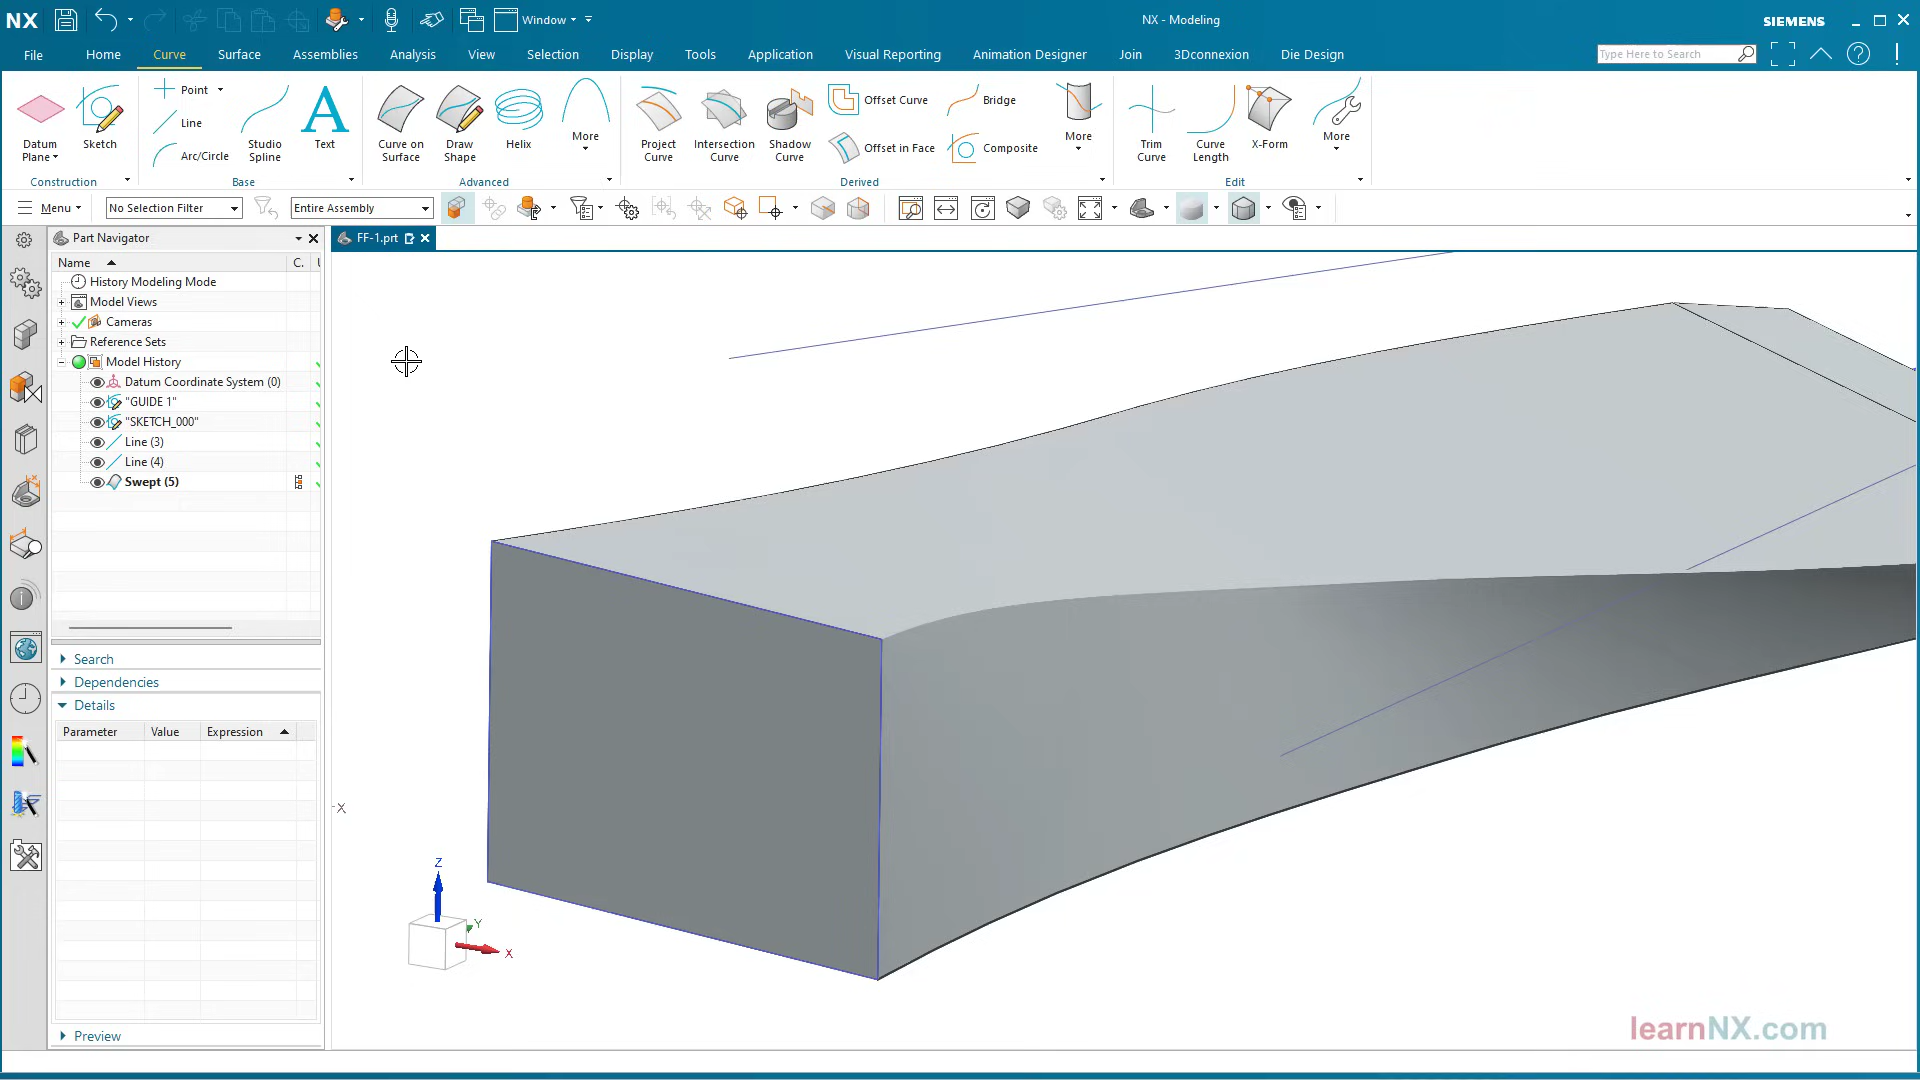 NX
Window
NX - Modeling
SIEMENS
File
Home
Curve
Surface
Assemblies
Analysis
View
Selection
Display
Tools
Application
Visual Reporting
Animation Designer
Join
3Dconnexion
Die Design
Type Here to Search
Datum Plane
Sketch
Construction
Point
Line
Arc/Circle
Studio Spline
Text
Base
Curve on Surface
Draw Shape
Helix
More
Advanced
Project Curve
Intersection Curve
Shadow Curve
Offset Curve
Offset in Face
Bridge
Composite
More
Derived
Trim Curve
Curve Length
X-Form
More
Edit
Menu
No Selection Filter
Entire Assembly
Part Navigator
FF-1.prt
Name
C.
History Modeling Mode
Model Views
Cameras
Reference Sets
Model History
Datum Coordinate System (0)
"GUIDE 1"
"SKETCH_000"
Line (3)
Line (4)
Swept (5)
Search
Dependencies
Details
Parameter
Value
Expression
Preview
X
Z
Y
X
learnNX.com